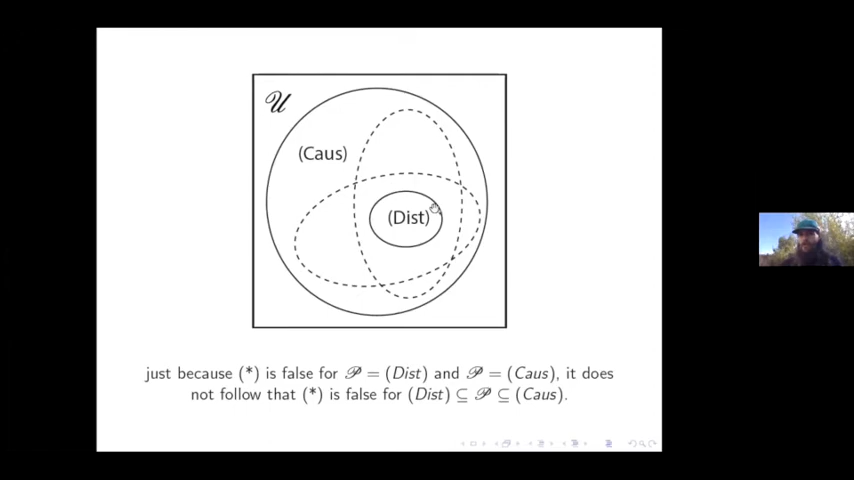 𝒰
(Caus)
(Dist)
just because (*) is false for 𝒫 = (Dist) and 𝒫 = (Caus), it does
not follow that (*) is false for (Dist) ⊆ 𝒫 ⊆ (Caus).